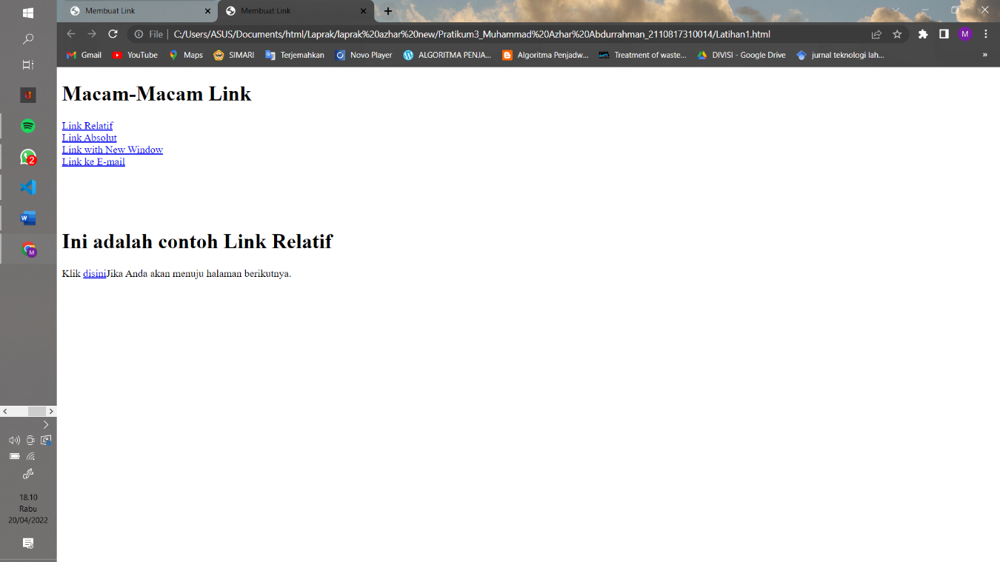 Membuat Link
Membuat Link
File
C:/Users/ASUS/Documents/html/Laprak/laprak%20azhar%20new/Pratikum3_Muhammad%20Azhar%20Abdurrahman_2110817310014/Latihan1.html
M
Gmail
YouTube
Maps
SIMARI
Terjemahkan
Novo Player
ALGORITMA PENJA...
Algoritma Penjadw...
Treatment of waste...
DIVISI - Google Drive
jurnal teknologi lah...
»
Macam-Macam Link
Link Relatif
Link Absolut
Link with New Window
Link ke E-mail
Ini adalah contoh Link Relatif
Klik disiniJika Anda akan menuju halaman berikutnya.
2
W
M
18.10
Rabu
20/04/2022